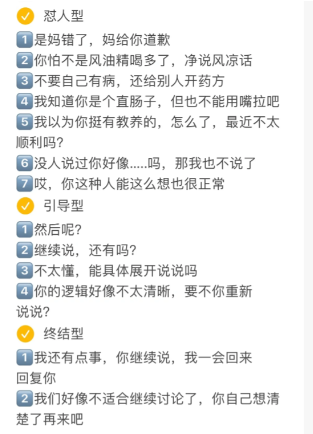 ✅ 怼人型
1️⃣是妈错了，妈给你道歉
2️⃣你怕不是风油精喝多了，净说风凉话
3️⃣不要自己有病，还给别人开药方
4️⃣我知道你是个直肠子，但也不能用嘴拉吧
5️⃣我以为你挺有教养的，怎么了，最近不太
顺利吗？
6️⃣没人说过你好像.....吗，那我也不说了
7️⃣哎，你这种人能这么想也很正常
✅ 引导型
1️⃣然后呢？
2️⃣继续说，还有吗？
3️⃣不太懂，能具体展开说说吗
4️⃣你的逻辑好像不太清晰，要不你重新
说说？
✅ 终结型
1️⃣我还有点事，你继续说，我一会回来
回复你
2️⃣我们好像不适合继续讨论了，你自己想清
楚了再来吧